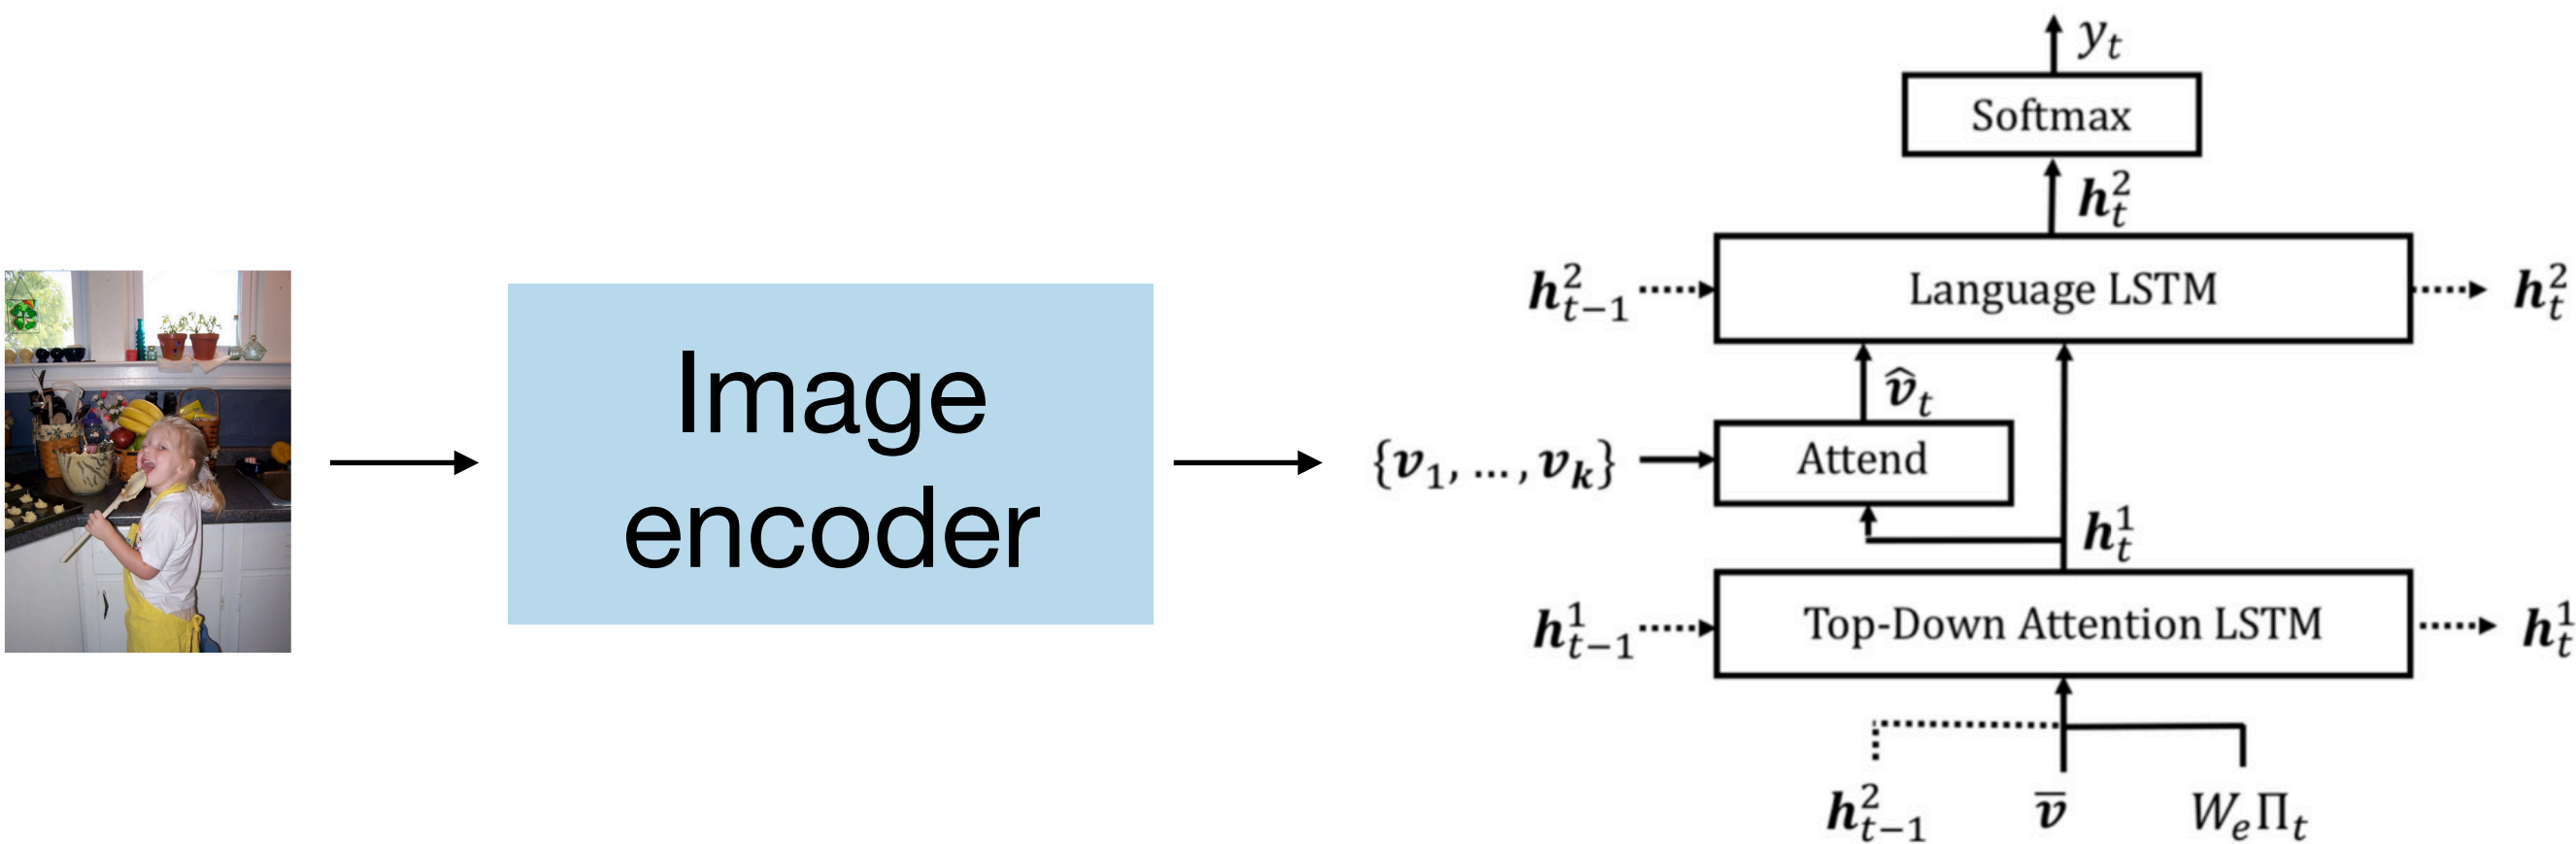 y_t
Softmax
h_t^2
h_{t-1}^2
Language LSTM
h_t^2
v̂_t
Image
encoder
{v_1, ..., v_k}
Attend
h_t^1
h_{t-1}^1
Top-Down Attention LSTM
h_t^1
h_{t-1}^2
v̄
W_e Π_t